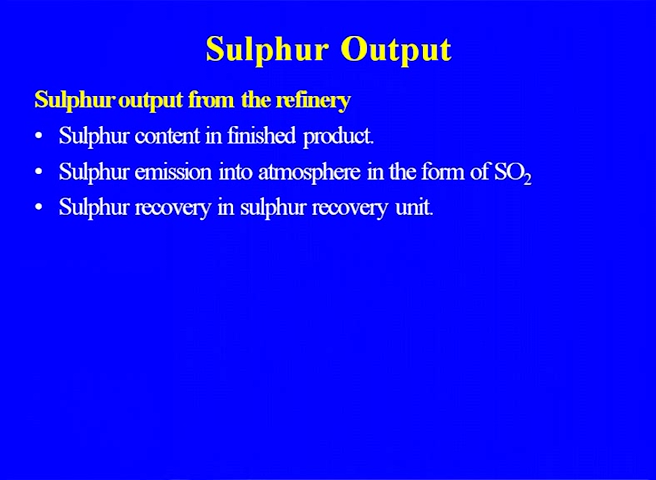 Sulphur Output
Sulphur output from the refinery
• Sulphur content in finished product.
• Sulphur emission into atmosphere in the form of SO₂
• Sulphur recovery in sulphur recovery unit.